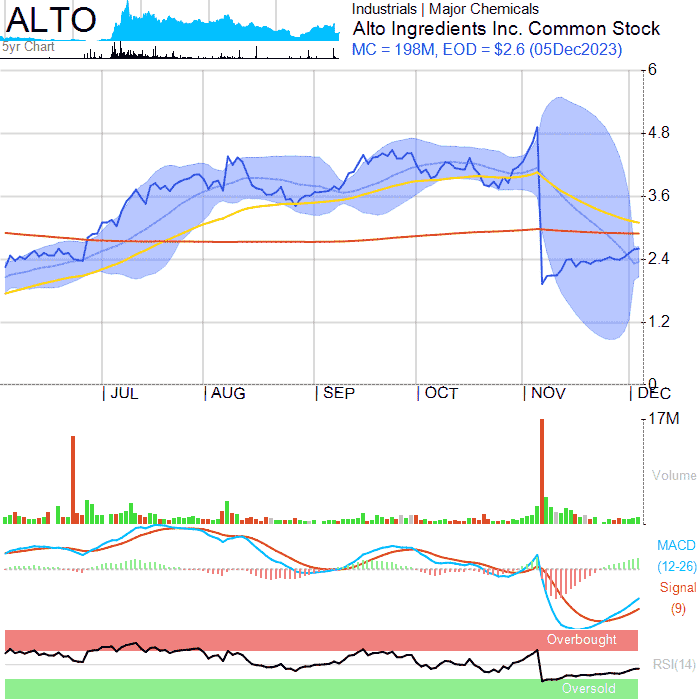 ALTO
5yr Chart
Industrials | Major Chemicals
Alto Ingredients Inc. Common Stock
MC = 198M, EOD = $2.6 (05Dec2023)
6
4.8
3.6
2.4
1.2
0
JUL AUG SEP OCT NOV DEC
17M
Volume
MACD
(12-26)
Signal
(9)
Overbought
RSI(14)
Oversold